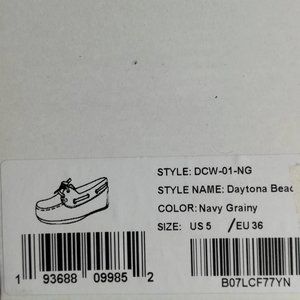 STYLE: DCW-01-NG
STYLE NAME: Daytona Beac
COLOR: Navy Grainy
SIZE: US 5 /EU 36
1 93688 09985 2
B07LCF77YN